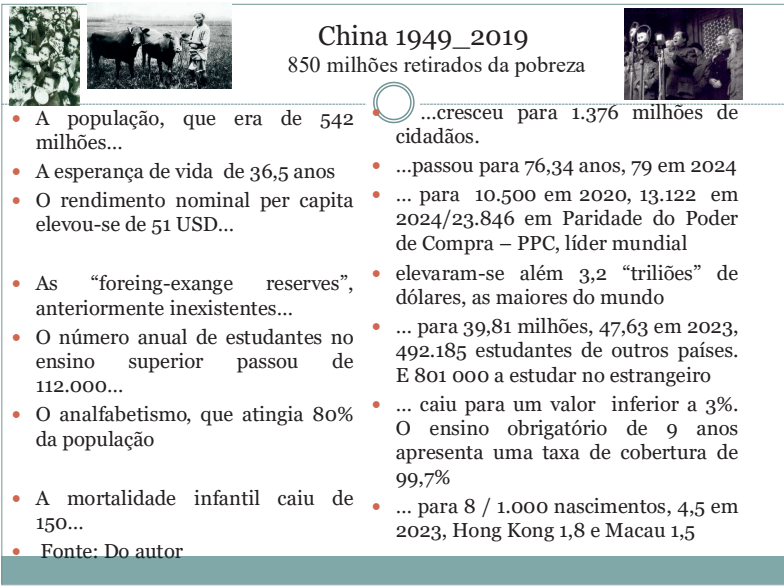 China 1949_2019
850 milhões retirados da pobreza
A população, que era de 542
milhões...
A esperança de vida de 36,5 anos
O rendimento nominal per capita
elevou-se de 51 USD...
As “foreing-exange reserves”,
anteriormente inexistentes...
O número anual de estudantes no
ensino superior passou de
112.000...
O analfabetismo, que atingia 80%
da população
A mortalidade infantil caiu de
150...
Fonte: Do autor
...cresceu para 1.376 milhões de
cidadãos.
...passou para 76,34 anos, 79 em 2024
... para 10.500 em 2020, 13.122 em
2024/23.846 em Paridade do Poder
de Compra – PPC, líder mundial
elevaram-se além 3,2 “triliões” de
dólares, as maiores do mundo
... para 39,81 milhões, 47,63 em 2023,
492.185 estudantes de outros países.
E 801 000 a estudar no estrangeiro
... caiu para um valor inferior a 3%.
O ensino obrigatório de 9 anos
apresenta uma taxa de cobertura de
99,7%
... para 8 / 1.000 nascimentos, 4,5 em
2023, Hong Kong 1,8 e Macau 1,5